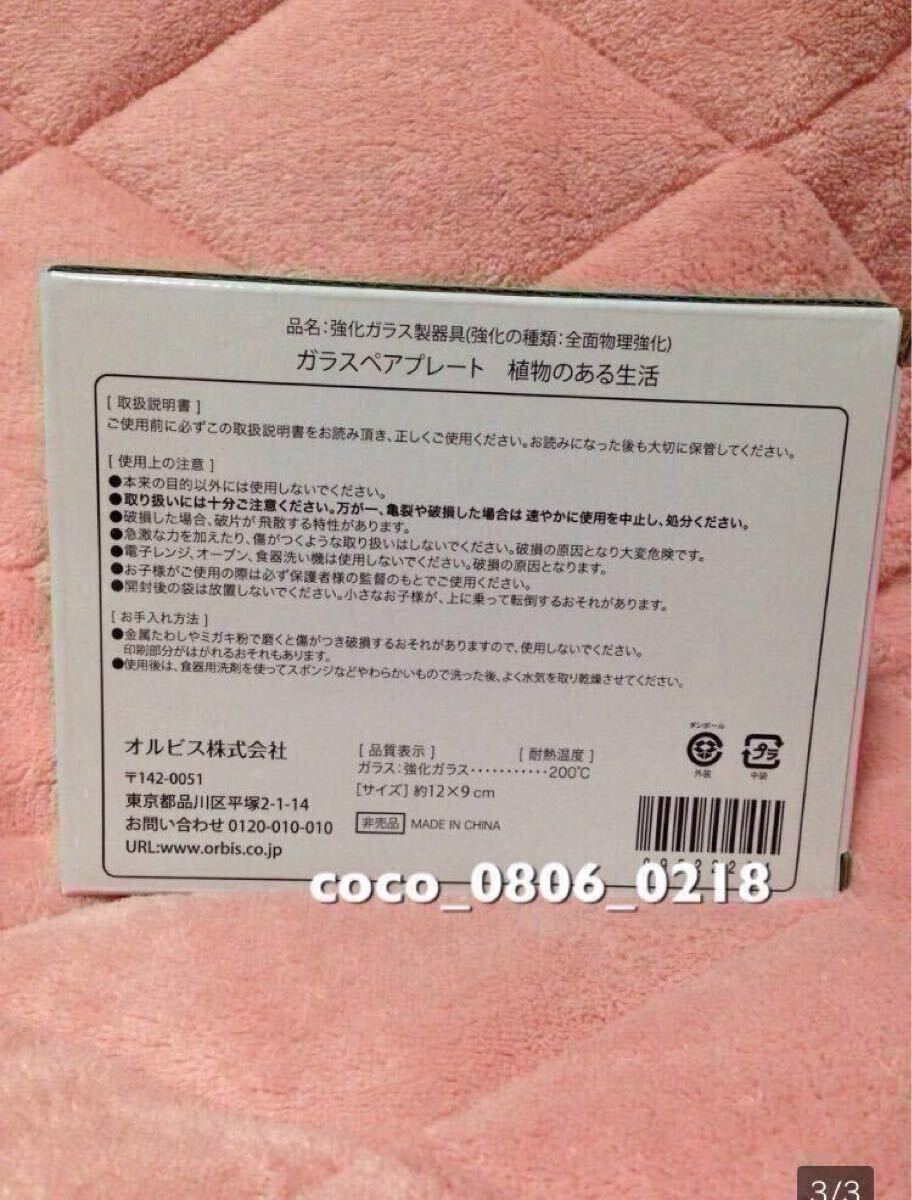 品名:強化ガラス製器具(強化の種類:全面物理強化)
ガラスペアプレート 植物のある生活
[ 取扱説明書 ]
ご使用前に必ずこの取扱説明書をお読み頂き、正しくご使用ください。お読みになった後も大切に保管してください。
[ 使用上の注意 ]
●本来の目的以外には使用しないでください。
●取り扱いには十分ご注意ください。万が一、亀裂や破損した場合は 速やかに使用を中止し、処分ください。
●破損した場合、破片が飛散する特性があります。
●急激な力を加えたり、傷がつくような取り扱いはしないでください。破損の原因となり大変危険です。
●電子レンジ、オーブン、食器洗い機は使用しないでください。破損の原因となります。
●お子様がご使用の際は必ず保護者様の監督のもとでご使用ください。
●開封後の袋は放置しないでください。小さなお子様が、上に乗って転倒するおそれがあります。
[ お手入れ方法 ]
●金属たわしやミガキ粉で磨くと傷がつき破損するおそれがありますので、使用しないでください。
印刷部分がはがれるおそれもあります。
●使用後は、食器用洗剤を使ってスポンジなどやわらかいもので洗った後、よく水気を取り乾燥させてください。
オルビス株式会社
〒142-0051
東京都品川区平塚2-1-14
お問い合わせ 0120-010-010
URL:www.orbis.co.jp
[ 品質表示 ] [ 耐熱温度 ]
ガラス:強化ガラス・・・・・・・・・・・200℃
[サイズ] 約12×9cm
非売品 MADE IN CHINA
ダンボール
外装
プラ
中袋
coco_0806_0218
3/3